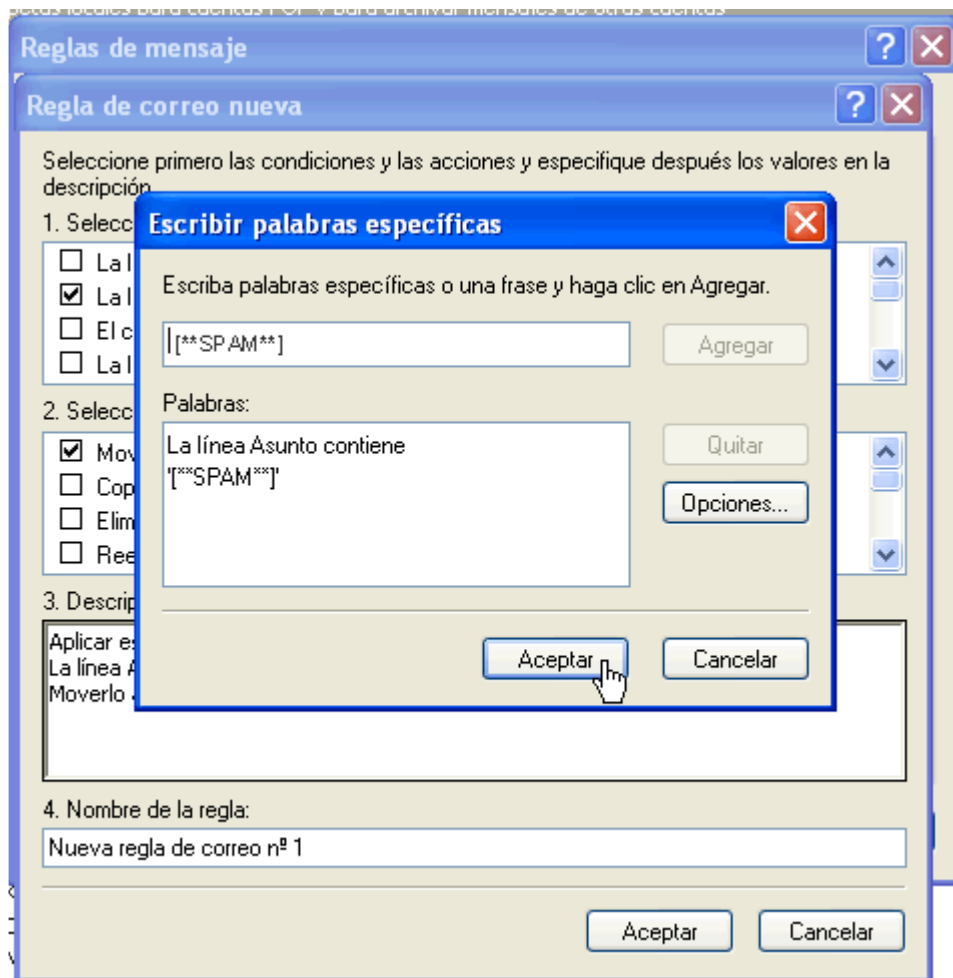 Reglas de mensaje
Regla de correo nueva
Seleccione primero las condiciones y las acciones y especifique después los valores en la
descripción
1. Selecc
La l
La l
El c
La l
2. Selecc
Mov
Cop
Elim
Ree
3. Descrip
Aplicar es
La línea A
Moverlo
Escribir palabras específicas
Escriba palabras específicas o una frase y haga clic en Agregar.
[**SPAM**]
Agregar
Palabras:
La línea Asunto contiene
'[**SPAM**]'
Quitar
Opciones...
Aceptar
Cancelar
4. Nombre de la regla:
Nueva regla de correo nº 1
Aceptar
Cancelar